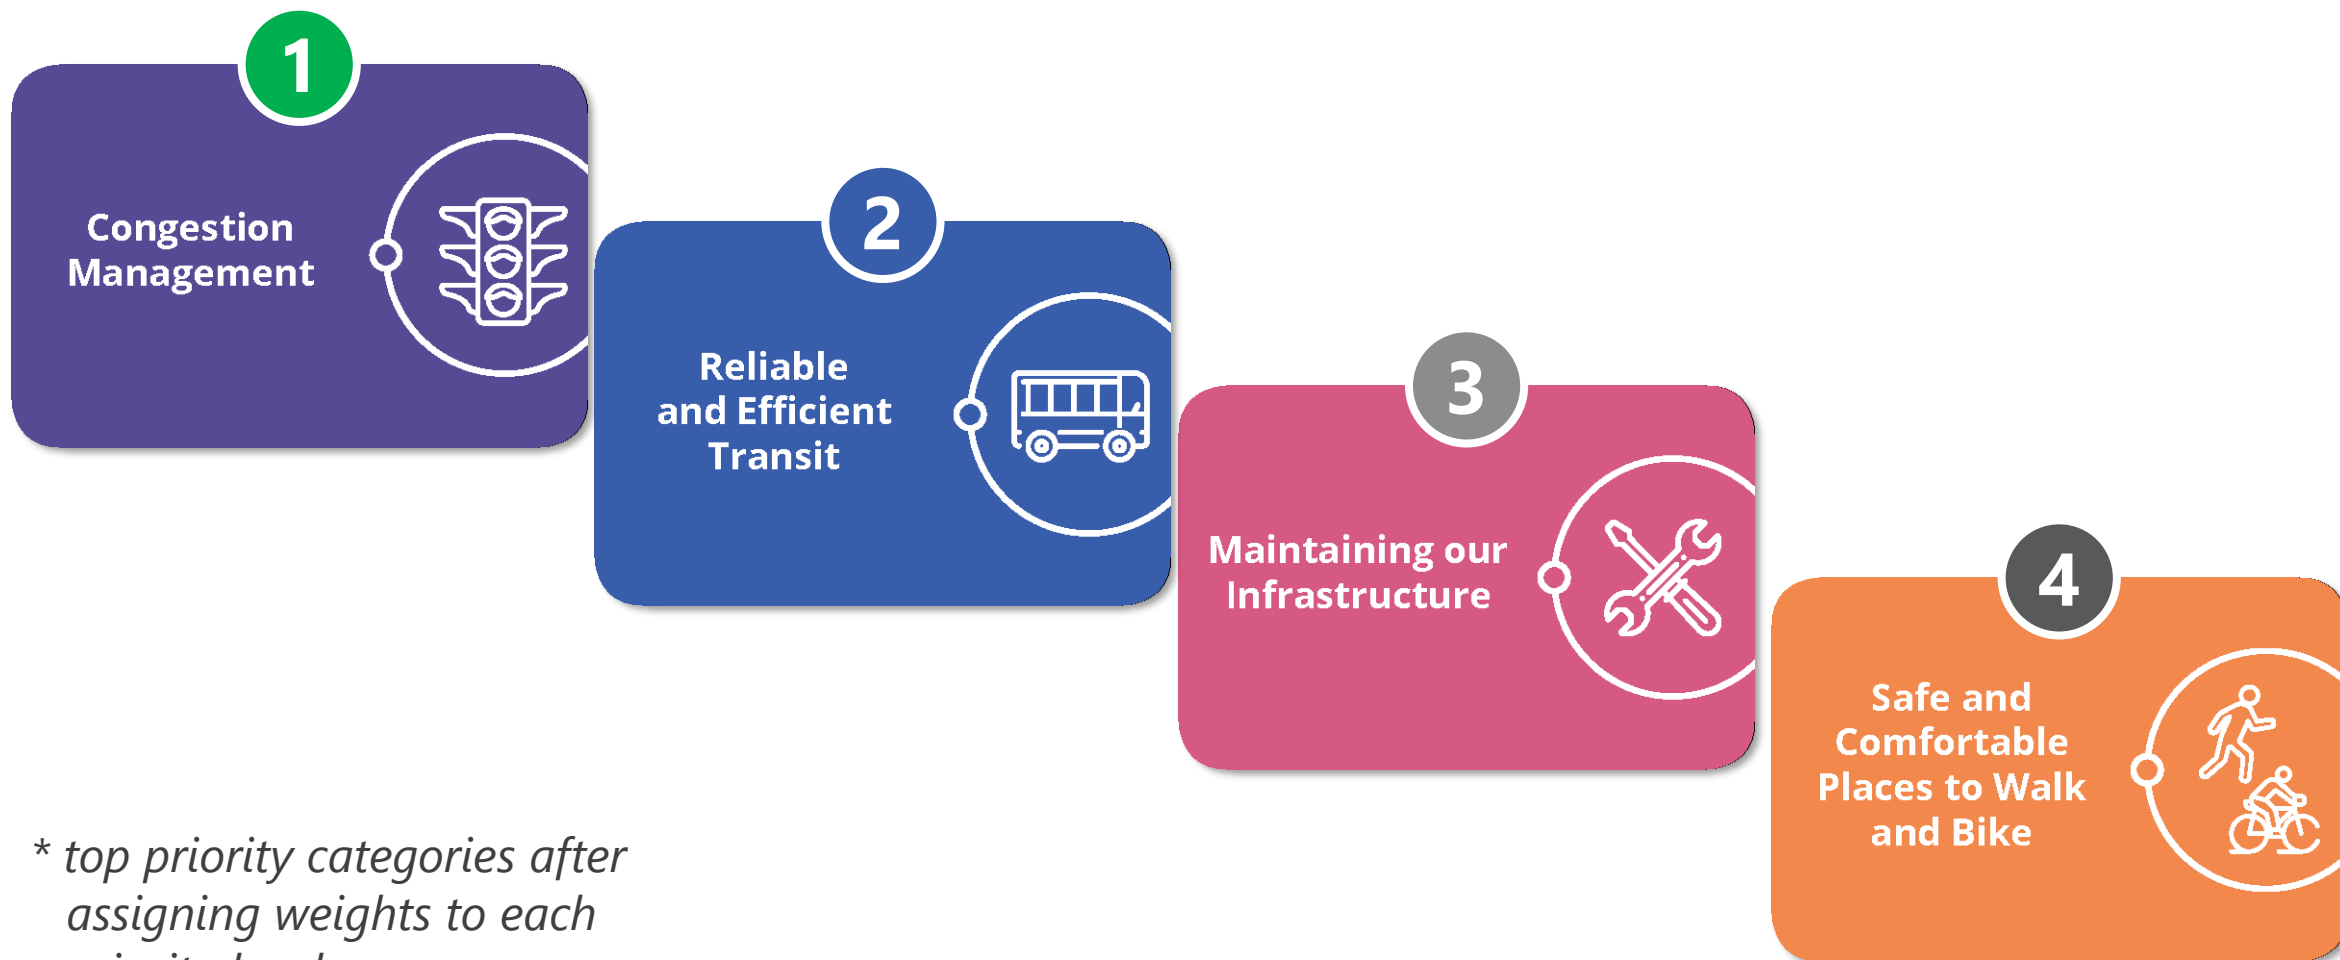 1
Congestion
Management
2
Reliable
and Efficient
Transit
3
Maintaining our
Infrastructure
4
Safe and
Comfortable
Places to Walk
and Bike
* top priority categories after
assigning weights to each